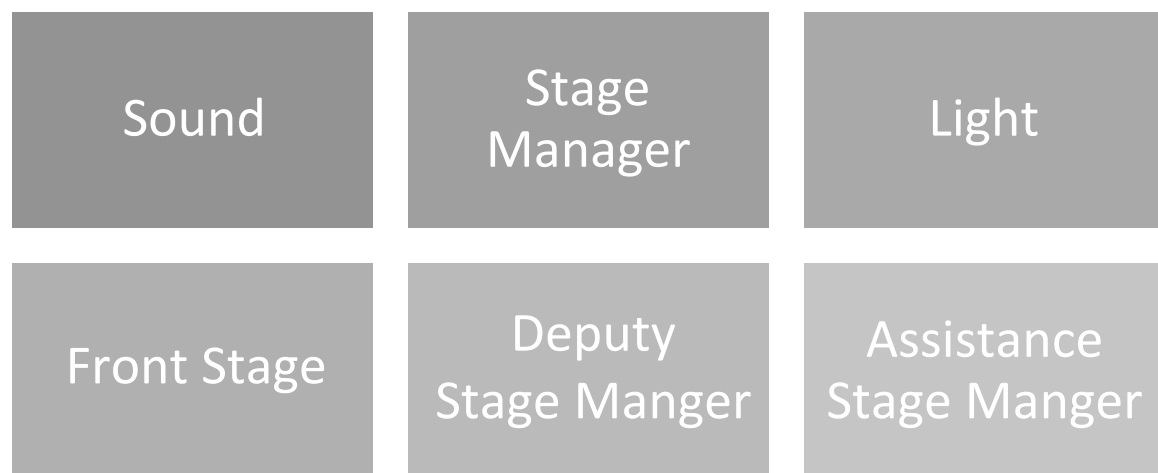 Sound
Stage
Manager
Light
Front Stage
Deputy
Stage Manger
Assistance
Stage Manger